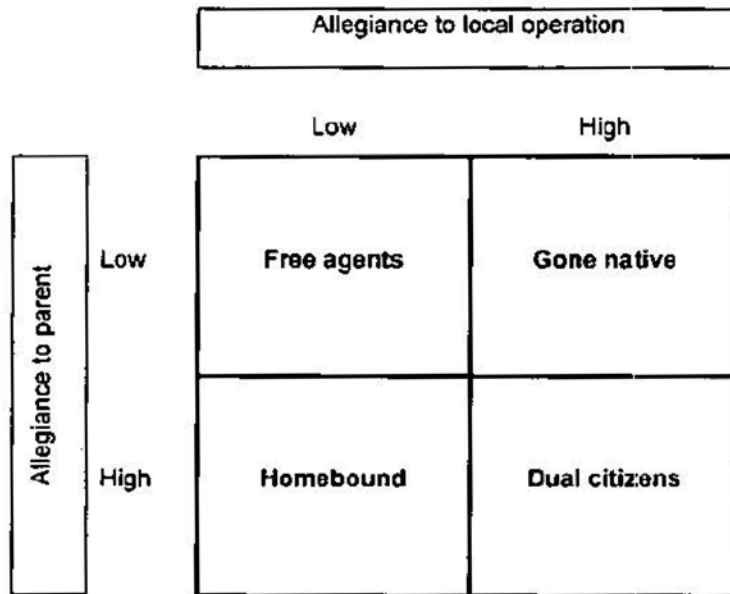 Allegiance to local operation
Low High
Allegiance to parent
Low Free agents Gone native
High Homebound Dual citizens